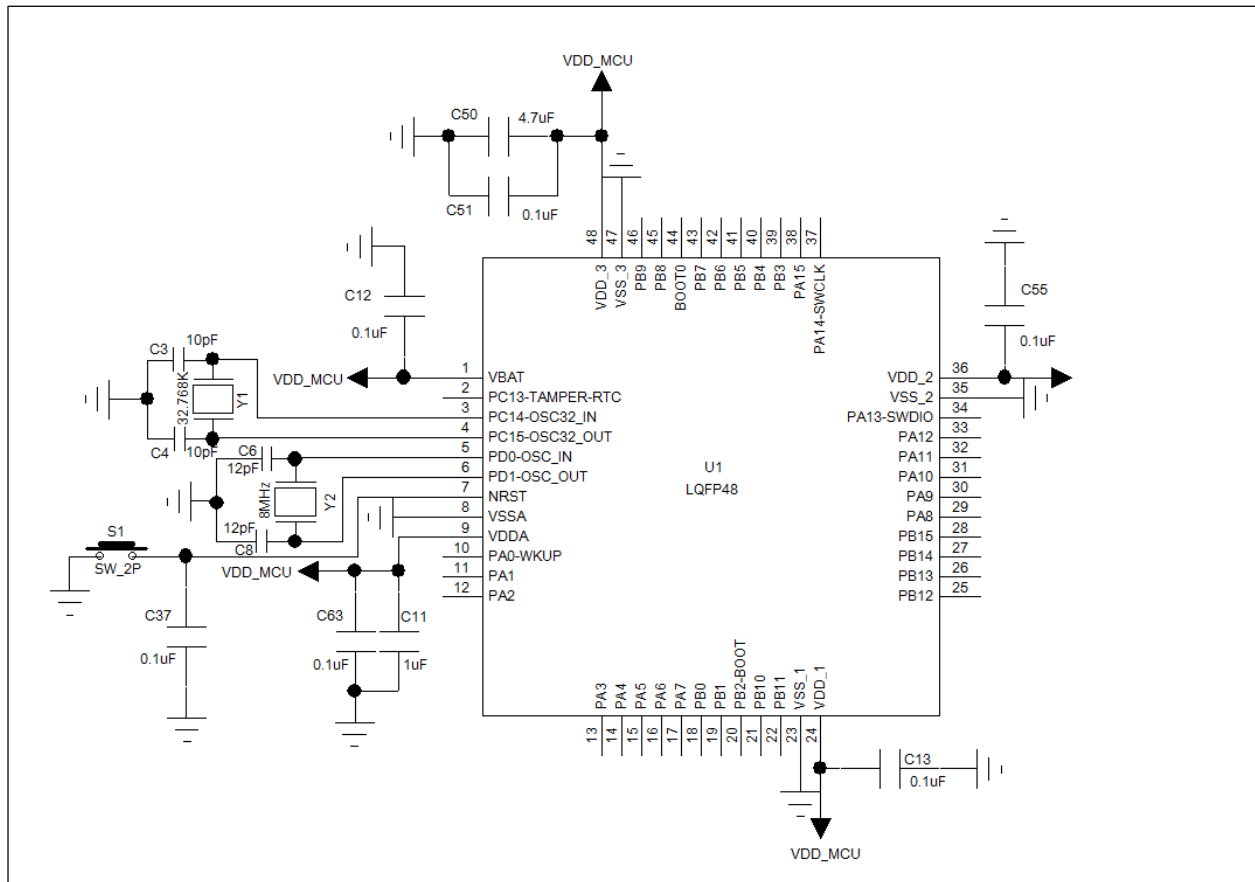 VDD_MCU
C50
4.7uF
C51
0.1uF
48
47
46
45
44
43
42
41
40
39
38
37
VDD_3
VSS_3
PB9
PB8
BOOT0
PB7
PB6
PB5
PB4
PB3
PA15
PA14-SWCLK
C12
0.1uF
C55
0.1uF
C3
10pF
32.768K
Y1
C4
10pF
VDD_MCU
C6
12pF
8MHz
Y2
12pF
C8
S1
SW_2P
VDD_MCU
C37
0.1uF
C63
0.1uF
C11
1uF
1 VBAT
2 PC13-TAMPER-RTC
3 PC14-OSC32_IN
4 PC15-OSC32_OUT
5 PD0-OSC_IN
6 PD1-OSC_OUT
7 NRST
8 VSSA
9 VDDA
10 PA0-WKUP
11 PA1
12 PA2
U1
LQFP48
VDD_2 36
VSS_2 35
PA13-SWDIO 34
PA12 33
PA11 32
PA10 31
PA9 30
PA8 29
PB15 28
PB14 27
PB13 26
PB12 25
PA3
PA4
PA5
PA6
PA7
PB0
PB1
PB2-BOOT
PB10
PB11
VSS_1
VDD_1
13
14
15
16
17
18
19
20
21
22
23
24
C13
0.1uF
VDD_MCU